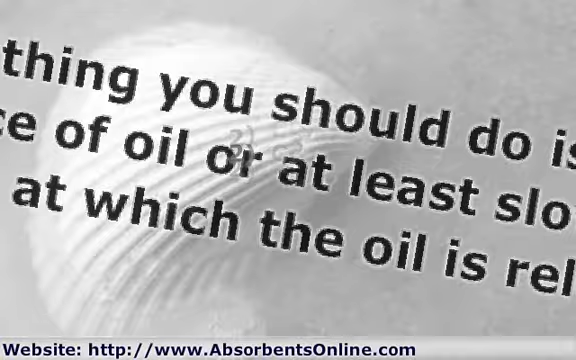 thing you should do is
ce of oil or at least slo
at which the oil is rel
Website: http://www.AbsorbentsOnline.com